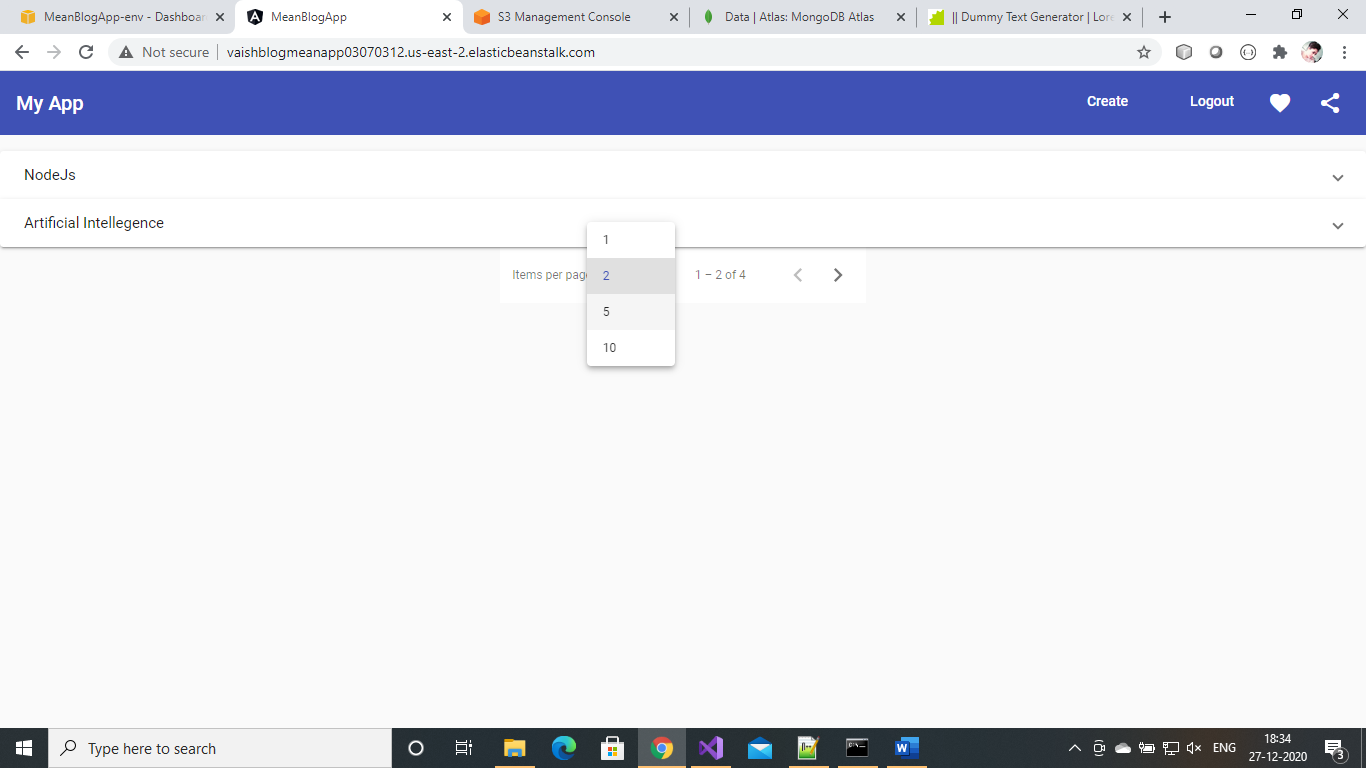 MeanBlogApp-env - Dashboar
MeanBlogApp
S3 Management Console
Data | Atlas: MongoDB Atlas
|| Dummy Text Generator | Lore
Not secure
vaishblogmeanapp03070312.us-east-2.elasticbeanstalk.com
My App
Create
Logout
NodeJs
Artificial Intellegence
1
Items per page
2
1 – 2 of 4
5
10
Type here to search
ENG
18:34
27-12-2020
3